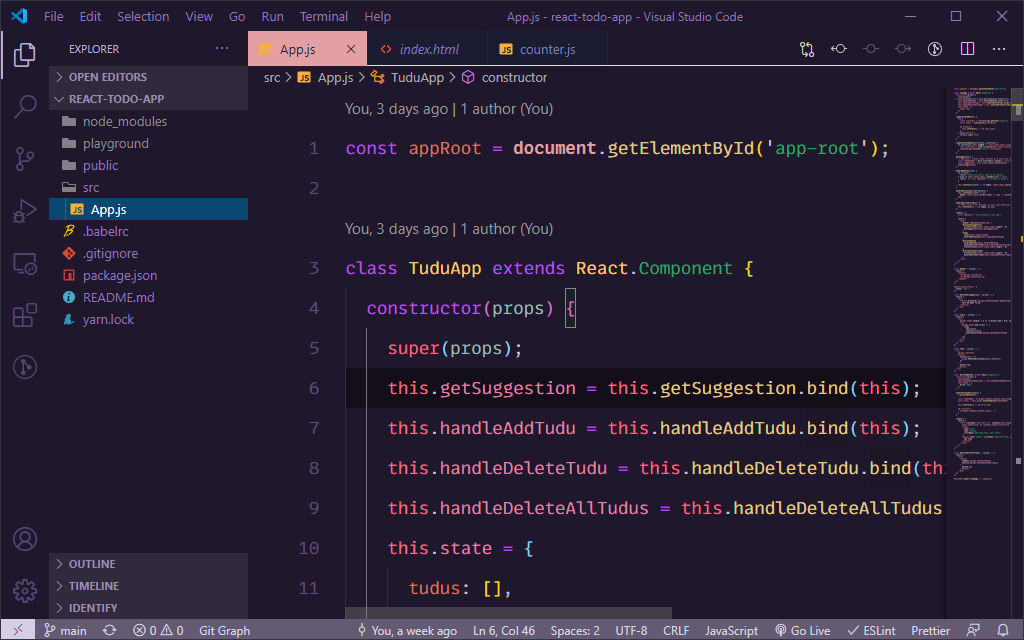 File Edit Selection View Go Run Terminal Help App.js - react-todo-app - Visual Studio Code
EXPLORER
App.js
index.html
JS counter.js
OPEN EDITORS
REACT-TODO-APP
node_modules
playground
public
src
JS App.js
.babelrc
.gitignore
package.json
README.md
yarn.lock
OUTLINE
TIMELINE
IDENTIFY
src > JS App.js > TuduApp > constructor
You, 3 days ago | 1 author (You)
1 const appRoot = document.getElementById('app-root');
2
You, 3 days ago | 1 author (You)
3 class TuduApp extends React.Component {
4 constructor(props) {
5 super(props);
6 this.getSuggestion = this.getSuggestion.bind(this);
7 this.handleAddTudu = this.handleAddTudu.bind(this);
8 this.handleDeleteTudu = this.handleDeleteTudu.bind(thi
9 this.handleDeleteAllTudus = this.handleDeleteAllTudus
10 this.state = {
11 tudus: [],
main 0 0 Git Graph You, a week ago Ln 6, Col 46 Spaces: 2 UTF-8 CRLF JavaScript Go Live ESLint Prettier